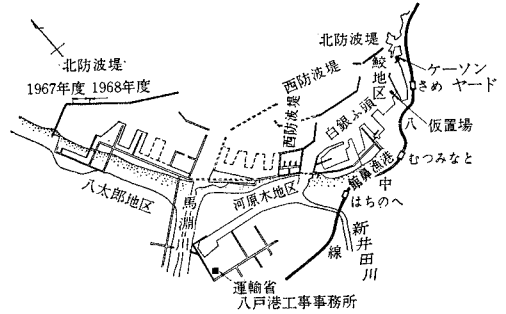 北防波堤
ケーソン
ヤード
さめ
鮫地区
北防波堤
1967年度 1968年度
西防波堤
西防波堤
白銀ふ頭
仮置場
八
むつみなと
館鼻漁港
中
はちのへ
線
八太郎地区
馬淵
河原木地区
新井田川
運輸省
八戸港工事事務所